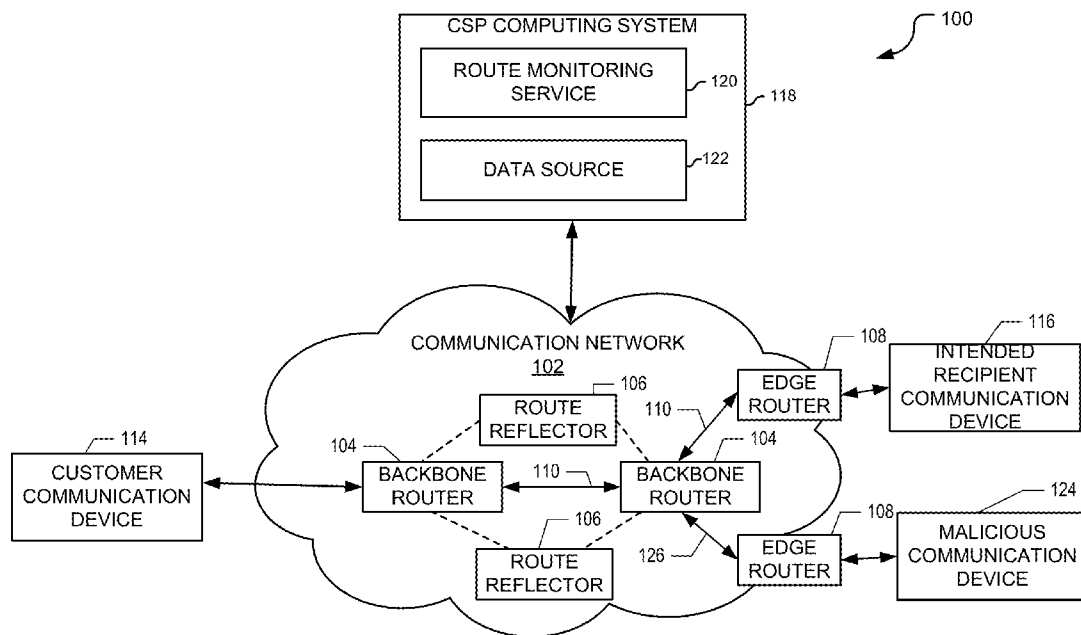 CSP COMPUTING SYSTEM
100
ROUTE MONITORING
SERVICE
120
118
DATA SOURCE
122
COMMUNICATION NETWORK
102
108
116
EDGE
ROUTER
INTENDED
RECIPIENT
COMMUNICATION
DEVICE
106
ROUTE
REFLECTOR
110
104
104
114
CUSTOMER
COMMUNICATION
DEVICE
BACKBONE
ROUTER
110
BACKBONE
ROUTER
106
ROUTE
REFLECTOR
126
108
EDGE
ROUTER
124
MALICIOUS
COMMUNICATION
DEVICE